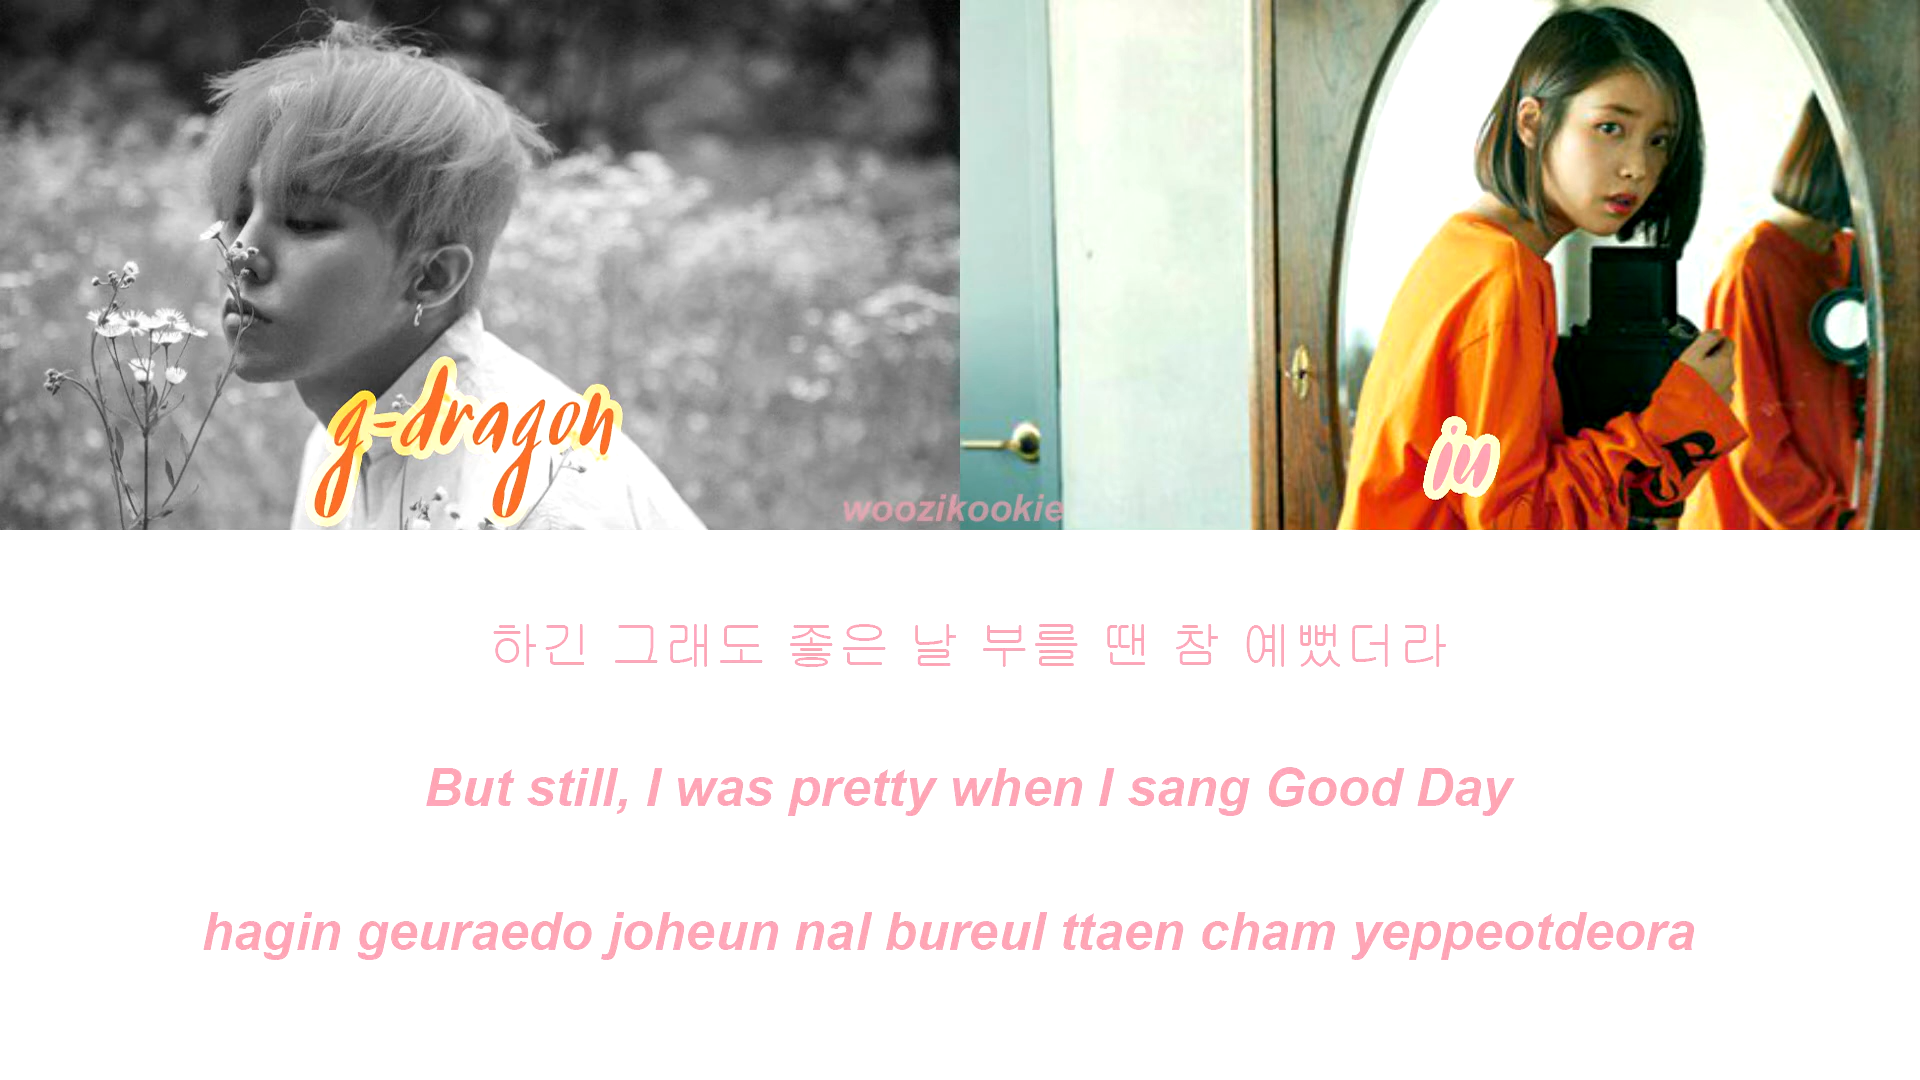 g-dragon
iu
woozikookie
하긴 그래도 좋은 날 부를 땐 참 예뻤더라
But still, I was pretty when I sang Good Day
hagin geuraedo joheun nal bureul ttaen cham yeppeotdeora